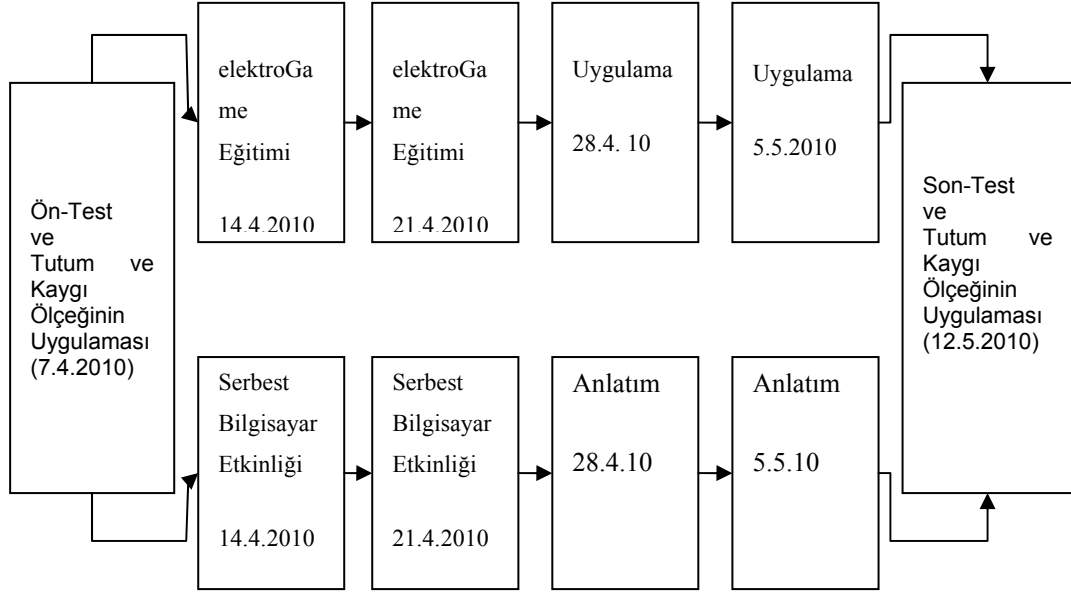 Ön-Test
ve
Tutum ve
Kaygı
Ölçeğinin
Uygulaması
(7.4.2010)
elektroGa
me
Eğitimi
14.4.2010
elektroGa
me
Eğitimi
21.4.2010
Uygulama
28.4. 10
Uygulama
5.5.2010
Serbest
Bilgisayar
Etkinliği
14.4.2010
Serbest
Bilgisayar
Etkinliği
21.4.2010
Anlatım
28.4.10
Anlatım
5.5.10
Son-Test
ve
Tutum ve
Kaygı
Ölçeğinin
Uygulaması
(12.5.2010)